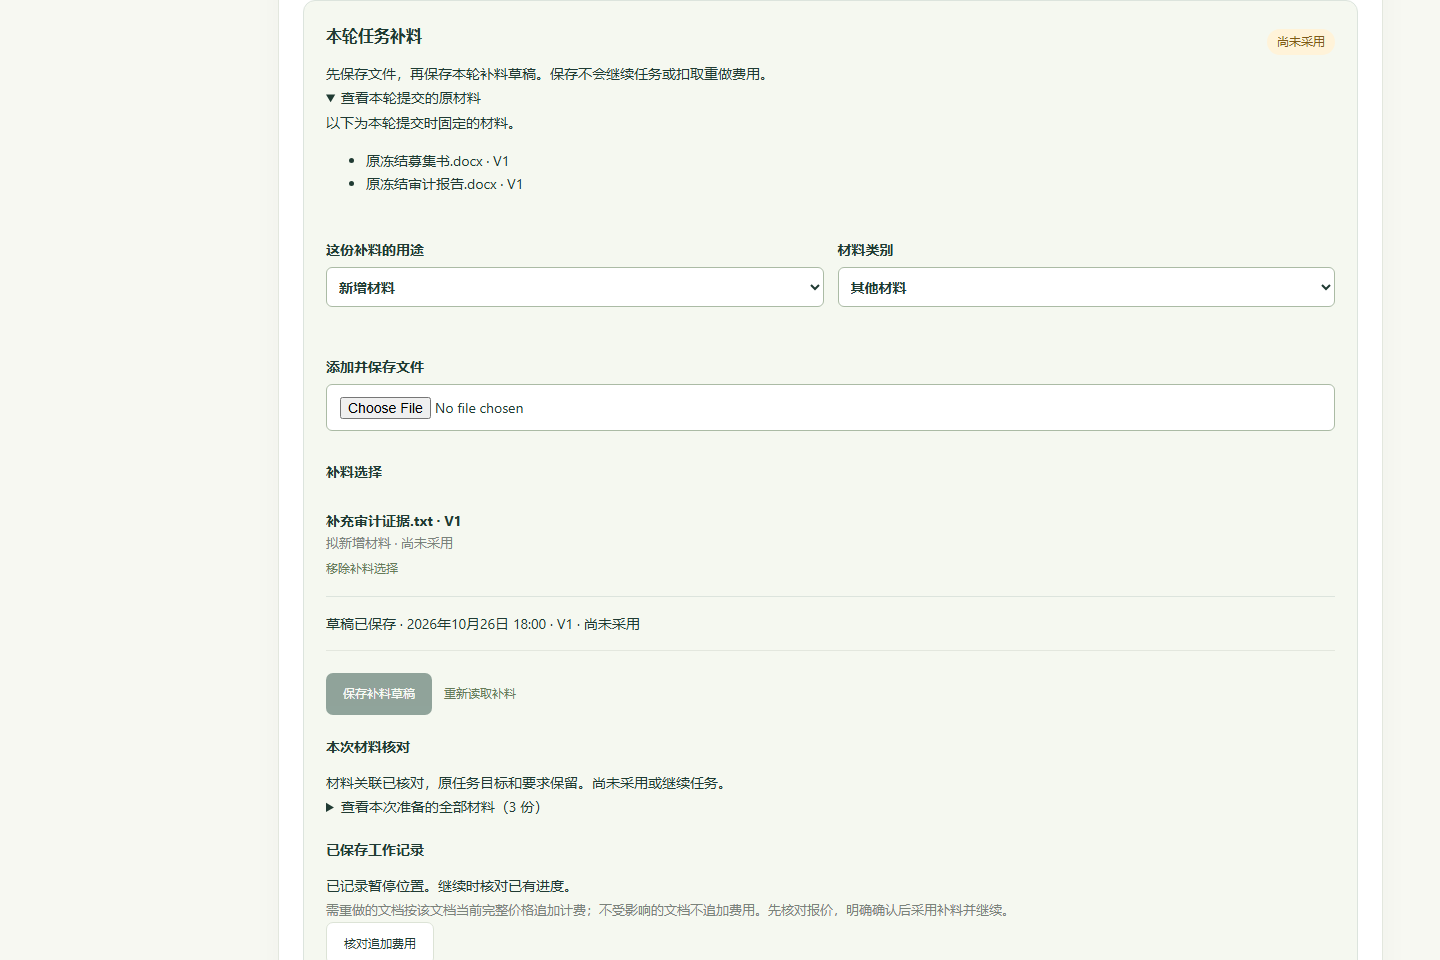 本轮任务补料
尚未采用
先保存文件，再保存本轮补料草稿。保存不会继续任务或扣取重做费用。
▼ 查看本轮提交的原材料
以下为本轮提交时固定的材料。
• 原冻结募集书.docx · V1
• 原冻结审计报告.docx · V1
这份补料的用途
材料类别
新增材料
其他材料
添加并保存文件
Choose File No file chosen
补料选择
补充审计证据.txt · V1
拟新增材料 · 尚未采用
移除补料选择
草稿已保存 · 2026年10月26日 18:00 · V1 · 尚未采用
保存补料草稿
重新读取补料
本次材料核对
材料关联已核对，原任务目标和要求保留。尚未采用或继续任务。
▶ 查看本次准备的全部材料（3 份）
已保存工作记录
已记录暂停位置。继续时核对已有进度。
需重做的文档按该文档当前完整价格追加计费；不受影响的文档不追加费用。先核对报价，明确确认后采用补料并继续。
核对追加费用